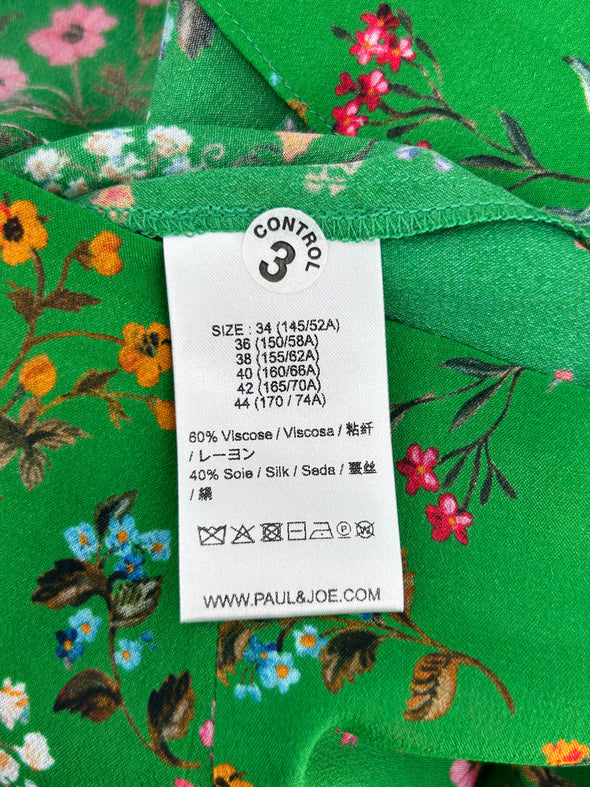 CONTROL
3
SIZE : 34 (145/52A)
36 (150/58A)
38 (155/62A)
40 (160/66A)
42 (165/70A)
44 (170 / 74A)
60% Viscose / Viscosa / 粘纤
/ レーヨン
40% Soie / Silk / Seda / 蚕丝
/ 絹
WWW.PAUL&JOE.COM